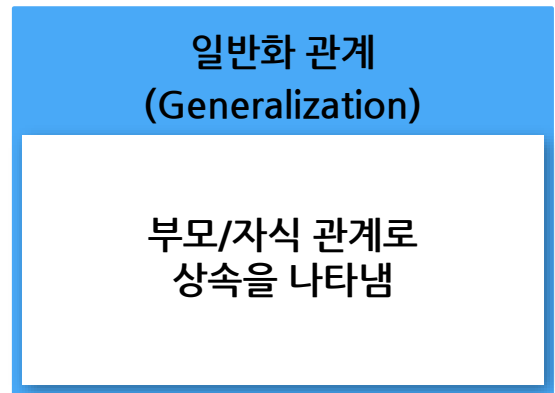 일반화 관계
(Generalization)
부모/자식 관계로
상속을 나타냄